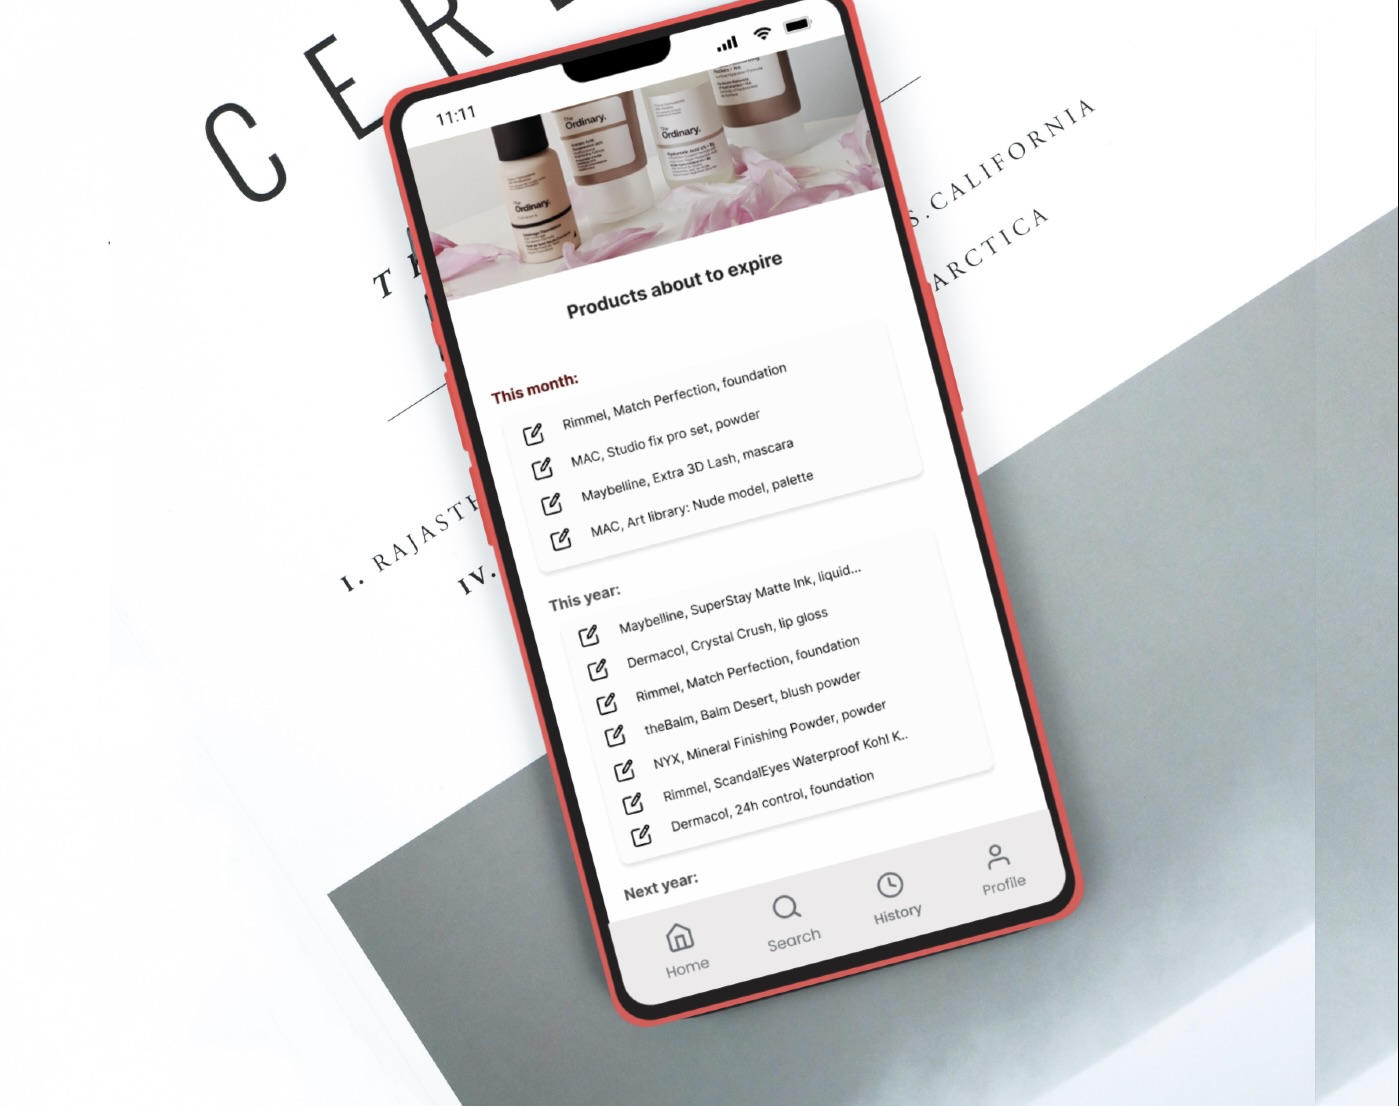 C E R
11:11
The
Ordinary.
The
Ordinary.
The
Ordinary.
S. CALIFORNIA
ARCTICA
T
Products about to expire
This month:
Rimmel, Match Perfection, foundation
MAC, Studio fix pro set, powder
Maybelline, Extra 3D Lash, mascara
MAC, Art library: Nude model, palette
I. RAJASTH
IV.
This year:
Maybelline, SuperStay Matte Ink, liquid...
Dermacol, Crystal Crush, lip gloss
Rimmel, Match Perfection, foundation
theBalm, Balm Desert, blush powder
NYX, Mineral Finishing Powder, powder
Rimmel, ScandalEyes Waterproof Kohl K..
Dermacol, 24h control, foundation
Next year:
Home
Search
History
Profile